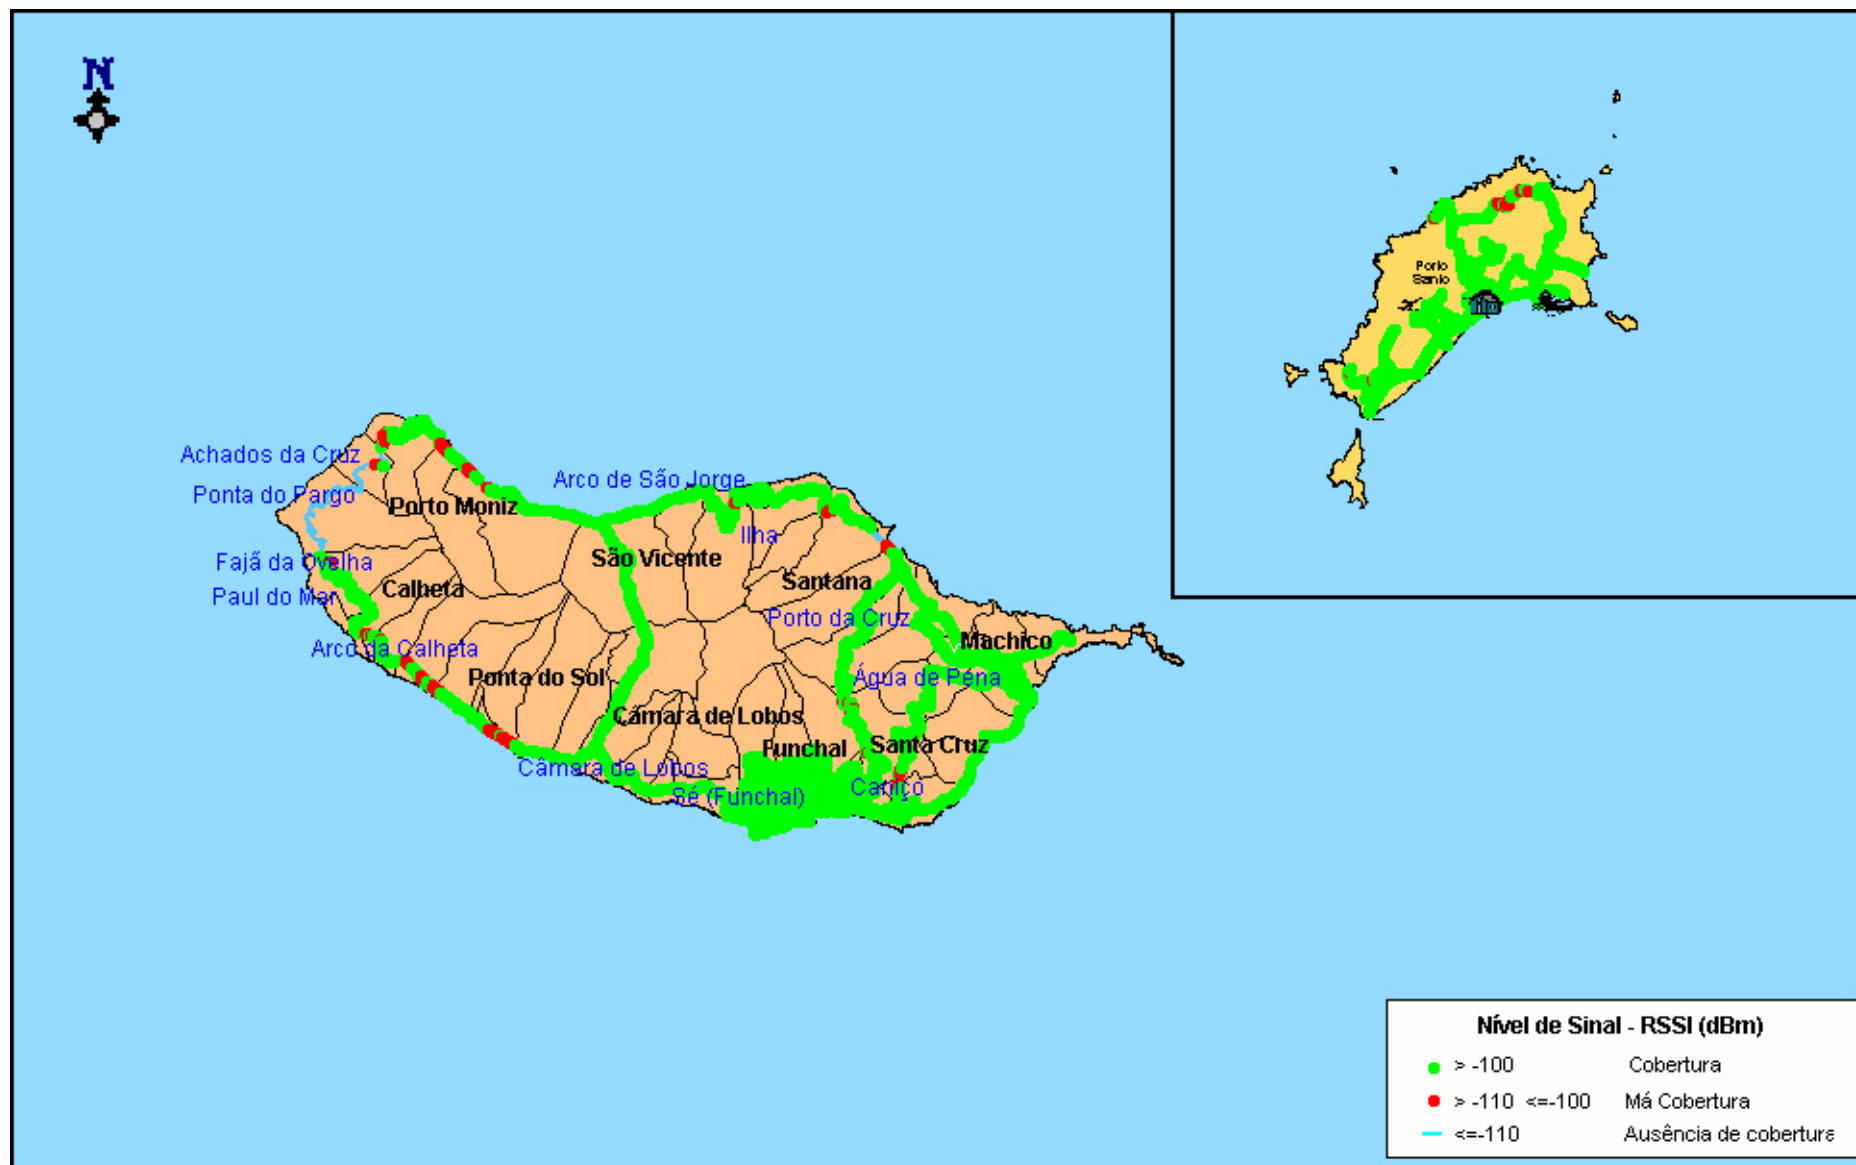 N
Porto
Santo
Achados da Cruz
Arco de São Jorge
Ponta do Pargo
Porto Moniz
Ilha
São Vicente
Fajã da Ovelha
Santana
Calheta
Paul do Mar
Porto da Cruz
Machico
Arco da Calheta
Ponta do Sol
Água de Pena
Câmara de Lobos
Funchal
Santa Cruz
Câmara de Lobos
Caniço
Sé (Funchal)
Nível de Sinal - RSSI (dBm)
> -100 Cobertura
> -110 <=-100 Má Cobertura
<=-110 Ausência de cobertura